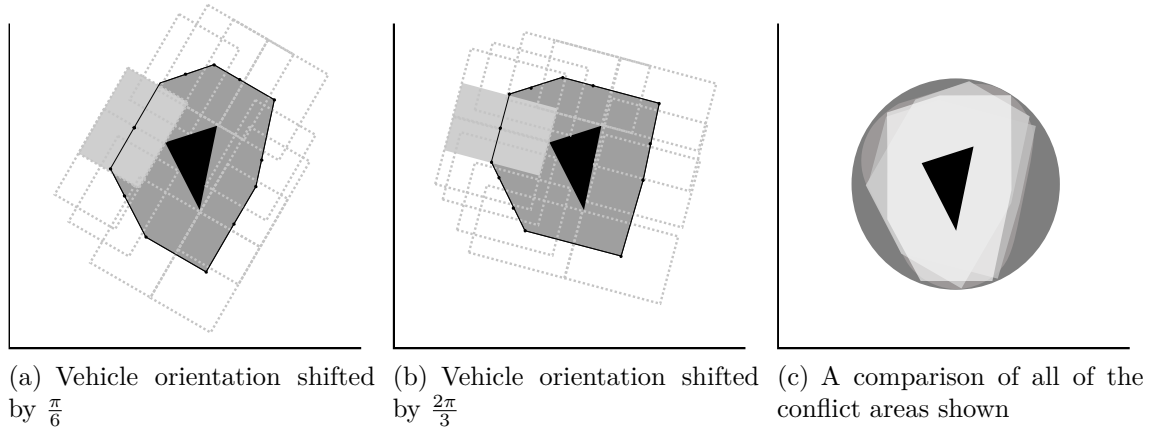 (a) Vehicle orientation shifted
by π/6
(b) Vehicle orientation shifted
by 2π/3
(c) A comparison of all of the
conflict areas shown